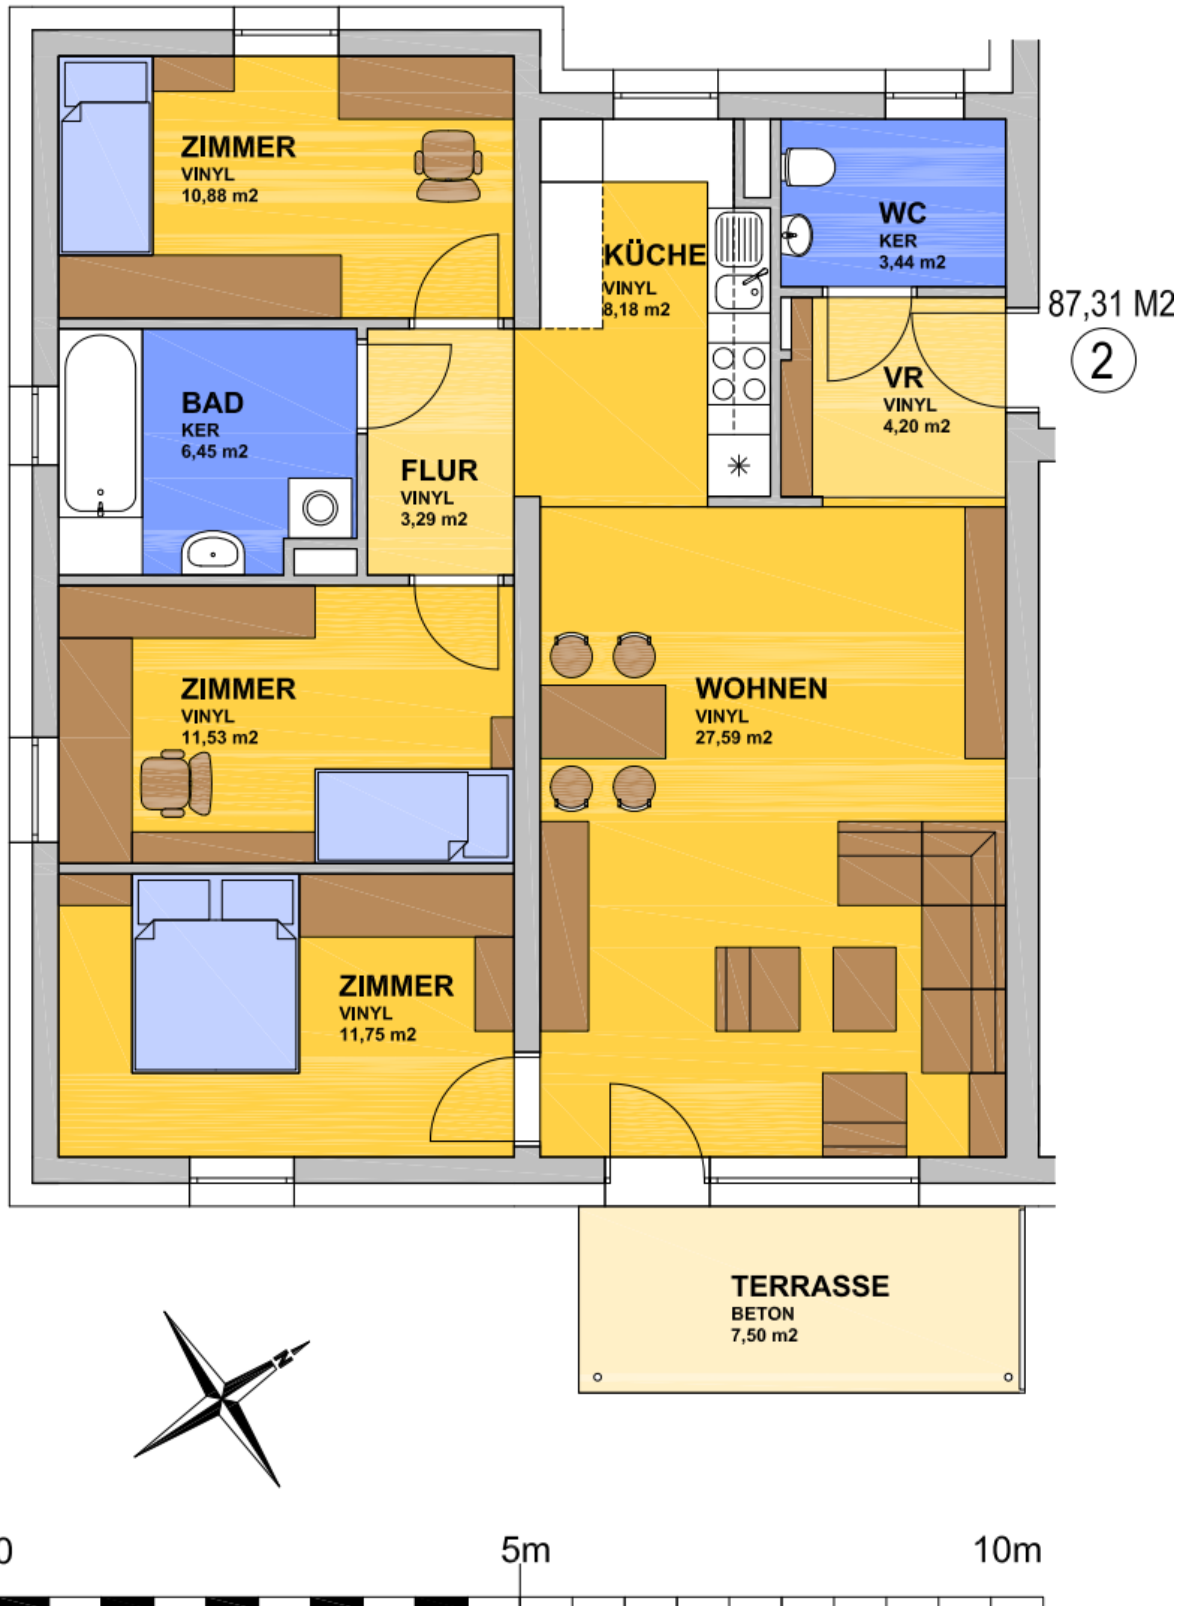 ZIMMER
VINYL
10,88 m2
KÜCHE
VINYL
8,18 m2
WC
KER
3,44 m2
87,31 M2
2
VR
VINYL
4,20 m2
BAD
KER
6,45 m2
FLUR
VINYL
3,29 m2
ZIMMER
VINYL
11,53 m2
WOHNEN
VINYL
27,59 m2
ZIMMER
VINYL
11,75 m2
TERRASSE
BETON
7,50 m2
N
0 5m 10m